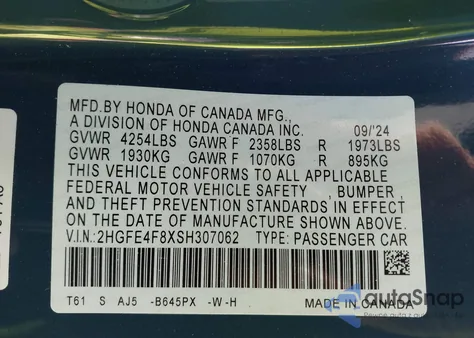 MFD.BY HONDA OF CANADA MFG.,
A DIVISION OF HONDA CANADA INC. 09/'24
GVWR 4254LBS GAWR F 2358LBS R 1973LBS
GVWR 1930KG GAWR F 1070KG R 895KG
THIS VEHICLE CONFORMS TO ALL APPLICABLE
FEDERAL MOTOR VEHICLE SAFETY , BUMPER ,
AND THEFT PREVENTION STANDARDS IN EFFECT
ON THE DATE OF MANUFACTURE SHOWN ABOVE.
V.I.N.:2HGFE4F8XSH307062 TYPE: PASSENGER CAR
T61 S AJ5 -B645PX -W-H MADE IN CANADA
autoSnap
Pewne auta z aukcji